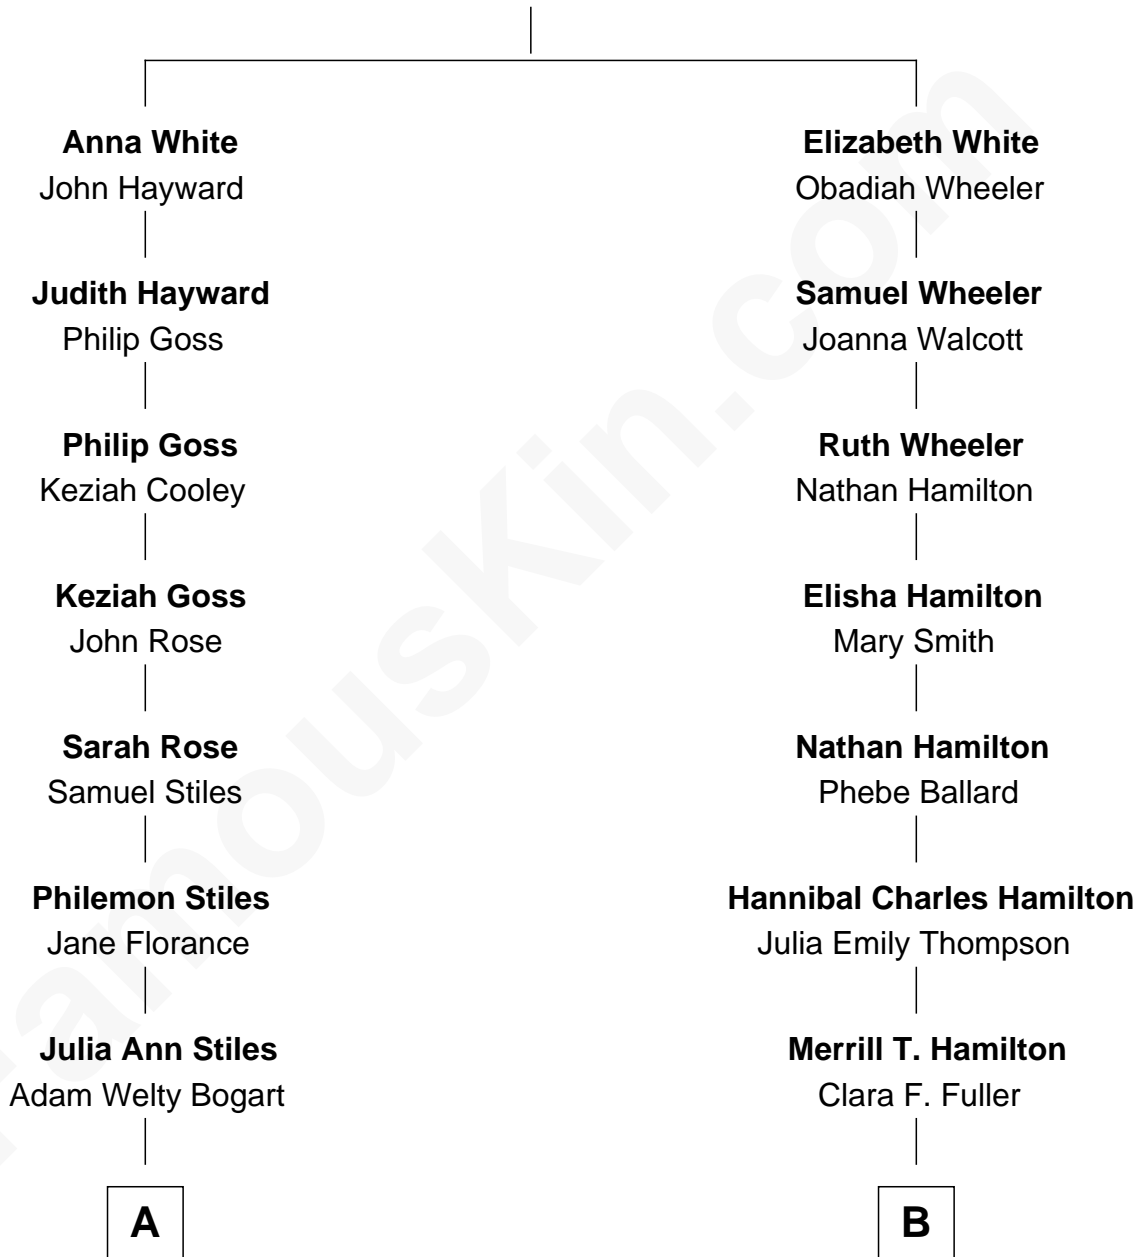 Anna White
John Hayward
Judith Hayward
Philip Goss
Philip Goss
Keziah Cooley
Keziah Goss
John Rose
Sarah Rose
Samuel Stiles
Philemon Stiles
Jane Florance
Julia Ann Stiles
Adam Welty Bogart
A
Elizabeth White
Obadiah Wheeler
Samuel Wheeler
Joanna Walcott
Ruth Wheeler
Nathan Hamilton
Elisha Hamilton
Mary Smith
Nathan Hamilton
Phebe Ballard
Hannibal Charles Hamilton
Julia Emily Thompson
Merrill T. Hamilton
Clara F. Fuller
B
FamousKin.com